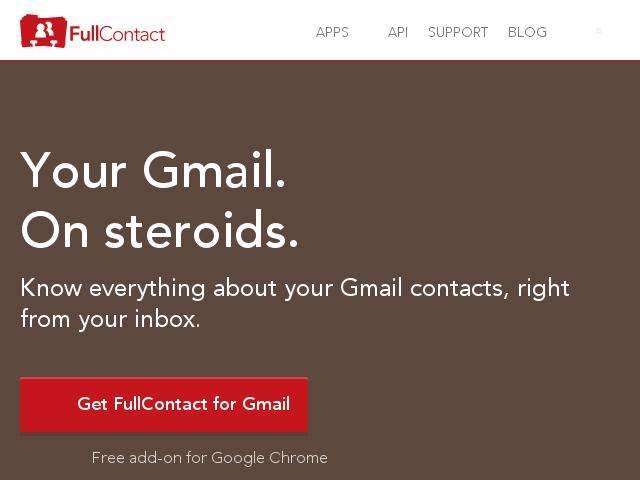 FullContact
APPS API SUPPORT BLOG
Your Gmail.
On steroids.
Know everything about your Gmail contacts, right
from your inbox.
Get FullContact for Gmail
Free add-on for Google Chrome